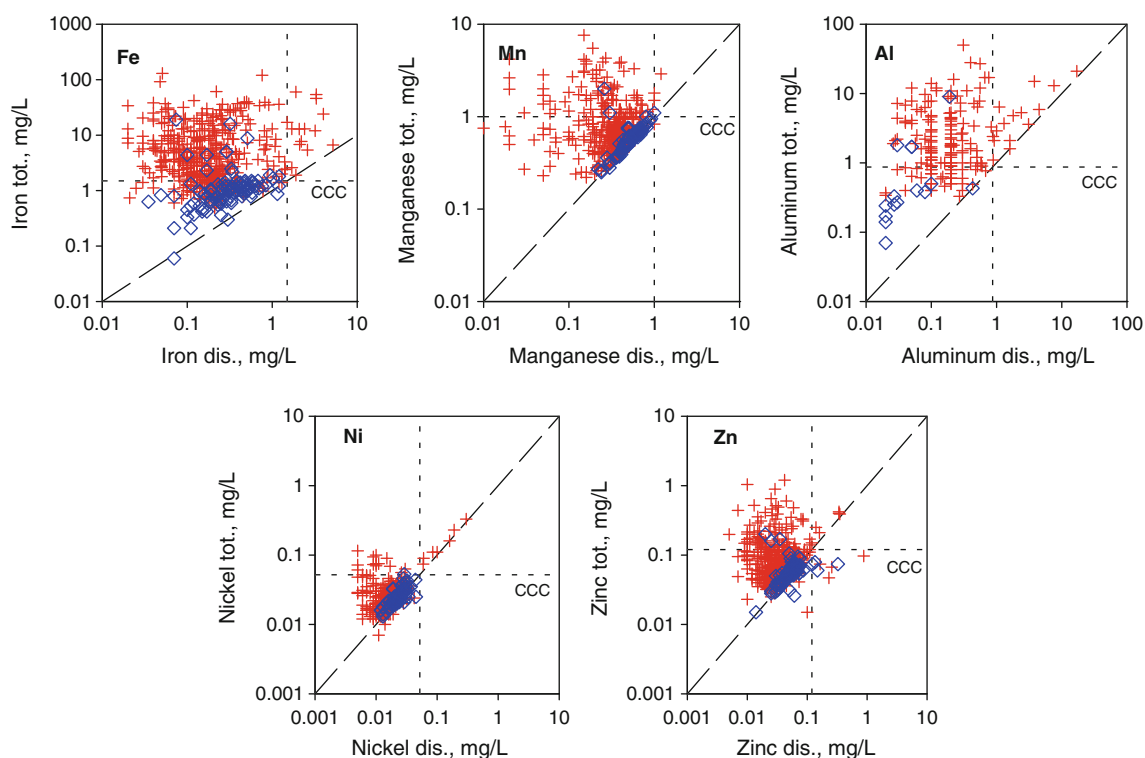 Fe
Iron tot., mg/L
1000
100
10
1
0.1
0.01
CCC
0.01 0.1 1 10
Iron dis., mg/L
Mn
Manganese tot., mg/L
10
1
0.1
0.01
CCC
0.01 0.1 1 10
Manganese dis., mg/L
Al
Aluminum tot., mg/L
100
10
1
0.1
0.01
CCC
0.01 0.1 1 10 100
Aluminum dis., mg/L
Ni
Nickel tot., mg/L
10
1
0.1
0.01
0.001
CCC
0.001 0.01 0.1 1 10
Nickel dis., mg/L
Zn
Zinc tot., mg/L
10
1
0.1
0.01
0.001
CCC
0.001 0.01 0.1 1 10
Zinc dis., mg/L